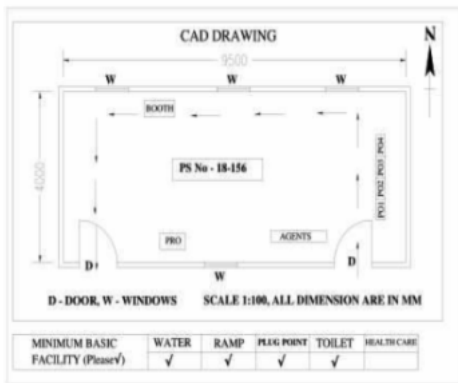 CAD DRAWING
N
9500
W W W
BOOTH
4000
PS No - 18-156
PO1 PO2 PO3 PO4
PRO
AGENTS
D
D
W
D - DOOR, W - WINDOWS SCALE 1:100, ALL DIMENSION ARE IN MM
MINIMUM BASIC WATER RAMP PLUG POINT TOILET HEALTH CARE
FACILITY (Please√) √ √ √ √